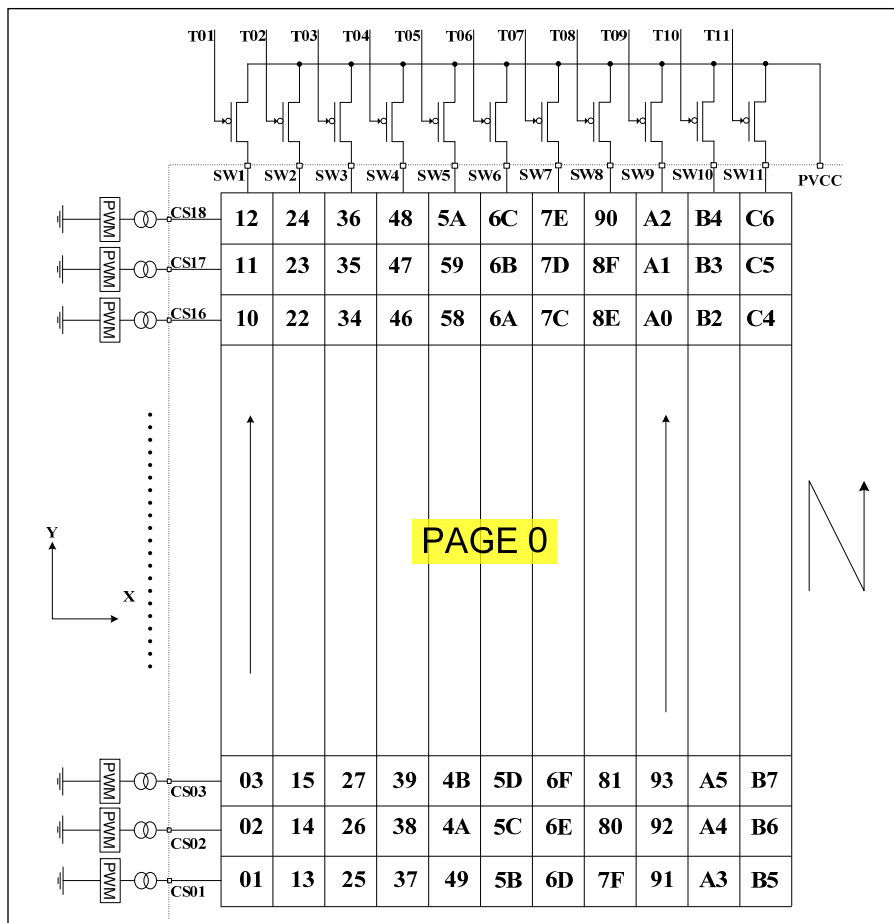 T01 T02 T03 T04 T05 T06 T07 T08 T09 T10 T11
SW1 SW2 SW3 SW4 SW5 SW6 SW7 SW8 SW9 SW10 SW11 PVCC
PWM CS18 12 24 36 48 5A 6C 7E 90 A2 B4 C6
PWM CS17 11 23 35 47 59 6B 7D 8F A1 B3 C5
PWM CS16 10 22 34 46 58 6A 7C 8E A0 B2 C4
PAGE 0
Y
X
PWM CS03 03 15 27 39 4B 5D 6F 81 93 A5 B7
PWM CS02 02 14 26 38 4A 5C 6E 80 92 A4 B6
PWM CS01 01 13 25 37 49 5B 6D 7F 91 A3 B5